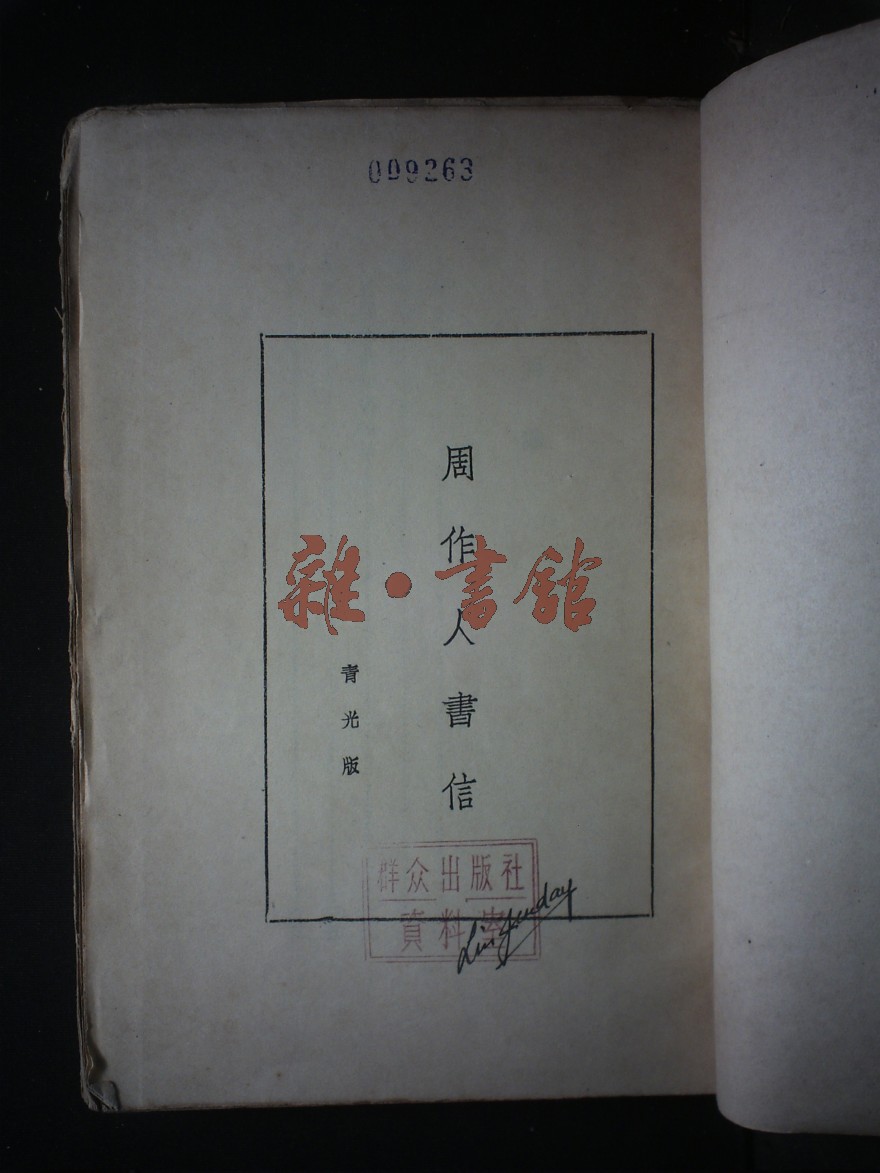 009263
周作人書信
青光版
雜·書館
群众出版社
資料室